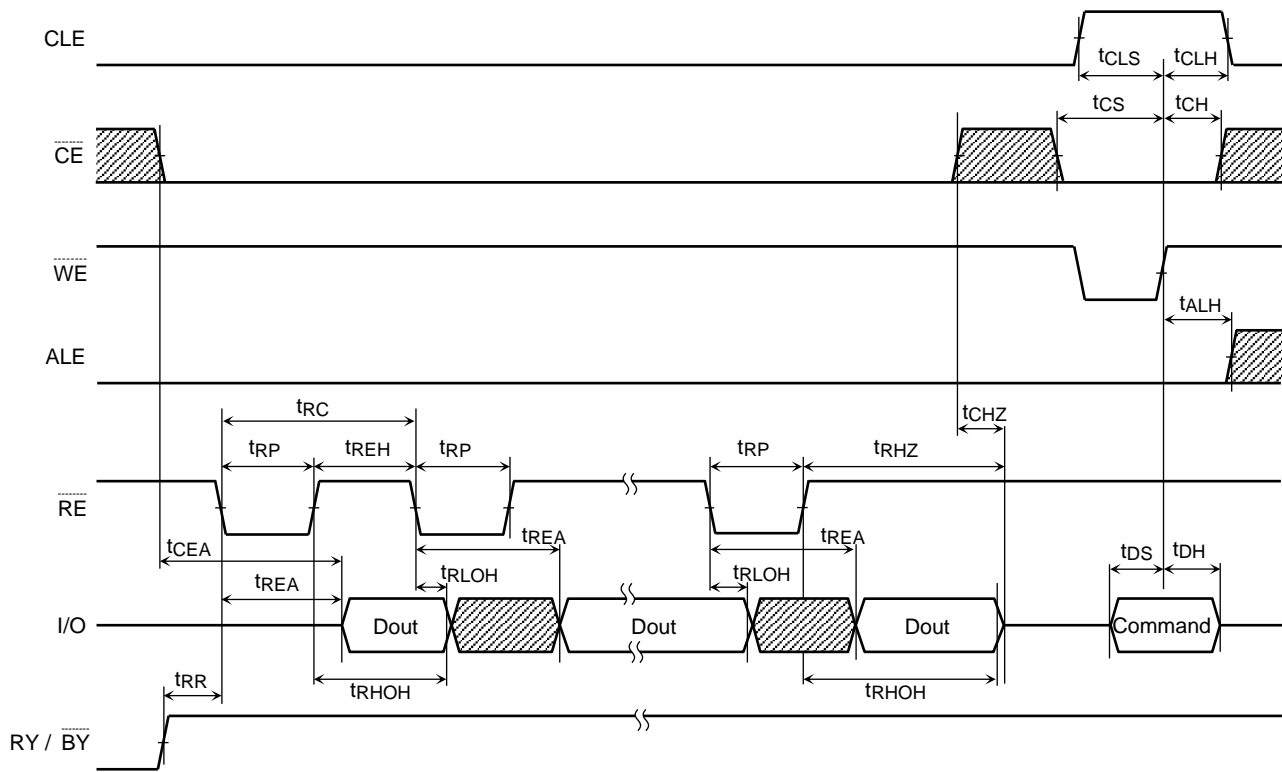 CLE
tCLS tCLH
tCS tCH
CE
WE
tALH
ALE
tRC
tCHZ
tRP tREH tRP tRP tRHZ
RE
tCEA tREA tREA
tREA tRLOH tRLOH tDS tDH
I/O Dout Dout Dout Command
tRR tRHOH tRHOH
RY / BY